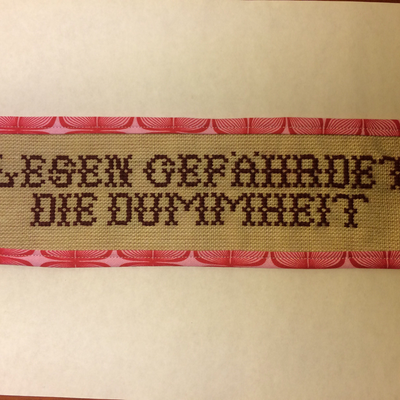 LESEN GEFÄHRDET
DIE DUMMHEIT